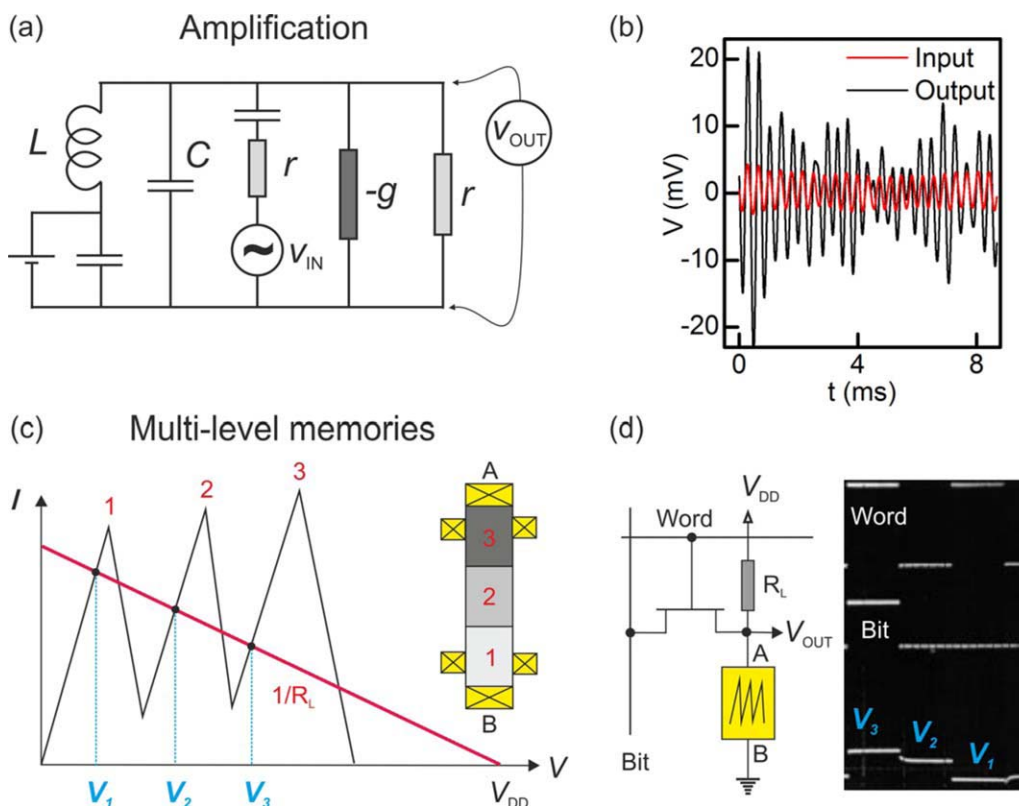 (a) Amplification
L
C
r
v_IN
-g
r
v_OUT
(b)
Input
Output
V (mV)
20
10
0
-10
-20
0 4 8
t (ms)
(c) Multi-level memories
I
1
2
3
1/R_L
V
V_1 V_2 V_3 V_DD
A
3
2
1
B
(d)
V_DD
Word
R_L
V_OUT
A
B
Bit
Word
Bit
V_3
V_2
V_1